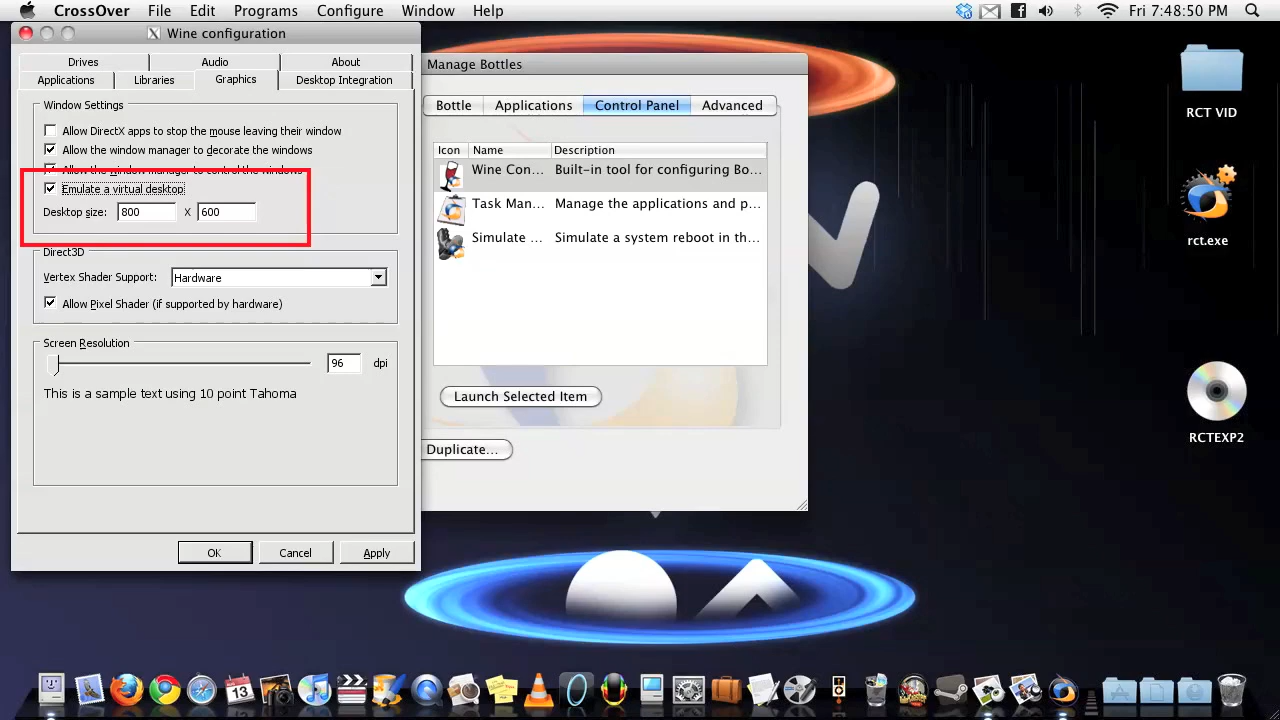 CrossOver File Edit Programs Configure Window Help Fri 7:48:50 PM
Wine configuration
Drives Audio About
Applications Libraries Graphics Desktop Integration
Window Settings
Allow DirectX apps to stop the mouse leaving their window
Allow the window manager to decorate the windows
Allow the window manager to control the windows
Emulate a virtual desktop
Desktop size: 800 X 600
Direct3D
Vertex Shader Support: Hardware
Allow Pixel Shader (if supported by hardware)
Screen Resolution
96 dpi
This is a sample text using 10 point Tahoma
OK Cancel Apply
Manage Bottles
Bottle Applications Control Panel Advanced
Icon Name Description
Wine Con... Built-in tool for configuring Bo...
Task Man... Manage the applications and p...
Simulate ... Simulate a system reboot in th...
Launch Selected Item
Duplicate...
RCT VID
rct.exe
RCTEXP2
13